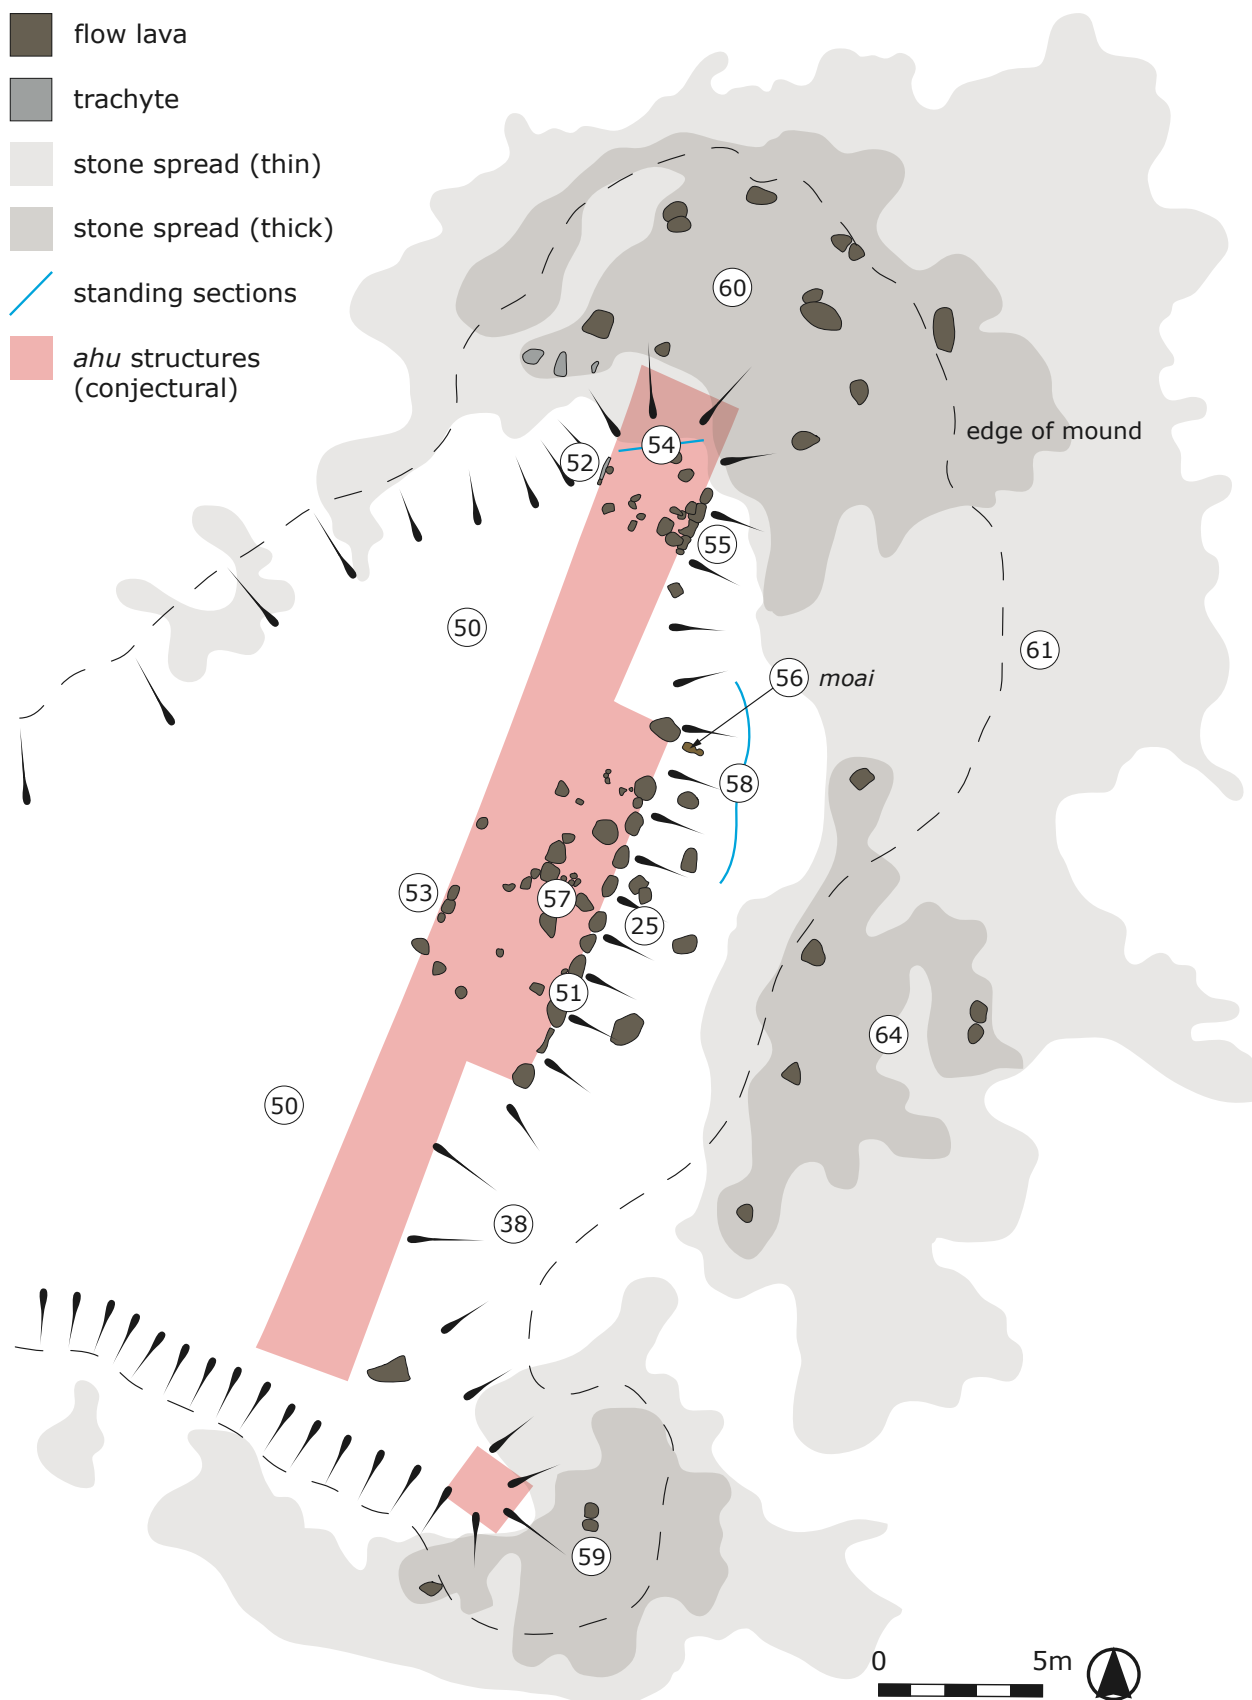 flow lava
trachyte
stone spread (thin)
stone spread (thick)
standing sections
ahu structures
(conjectural)
60
edge of mound
54
52
55
50
61
56 moai
58
53
57
25
51
64
50
38
59
0 5m